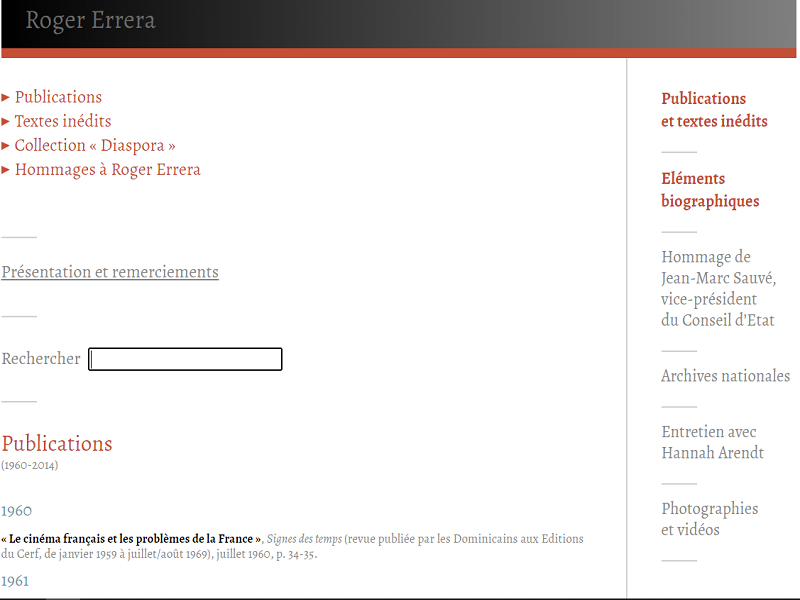 Roger Errera
Publications
Textes inédits
Collection « Diaspora »
Hommages à Roger Errera
Présentation et remerciements
Rechercher
Publications
(1960-2014)
1960
« Le cinéma français et les problèmes de la France », Signes des temps (revue publiée par les Dominicains aux Editions
du Cerf, de janvier 1959 à juillet/août 1969), juillet 1960, p. 34-35.
1961
Publications
et textes inédits
Eléments
biographiques
Hommage de
Jean-Marc Sauvé,
vice-président
du Conseil d'Etat
Archives nationales
Entretien avec
Hannah Arendt
Photographies
et vidéos